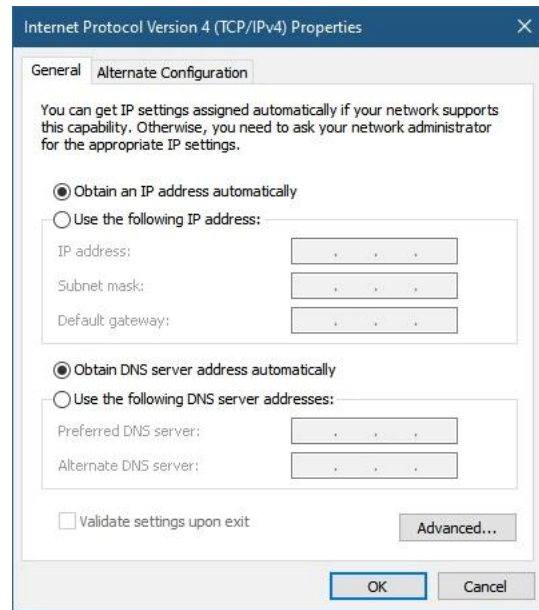 Internet Protocol Version 4 (TCP/IPv4) Properties
General Alternate Configuration
You can get IP settings assigned automatically if your network supports
this capability. Otherwise, you need to ask your network administrator
for the appropriate IP settings.
Obtain an IP address automatically
Use the following IP address:
IP address: . . .
Subnet mask: . . .
Default gateway: . . .
Obtain DNS server address automatically
Use the following DNS server addresses:
Preferred DNS server: . . .
Alternate DNS server: . . .
Validate settings upon exit
Advanced...
OK Cancel